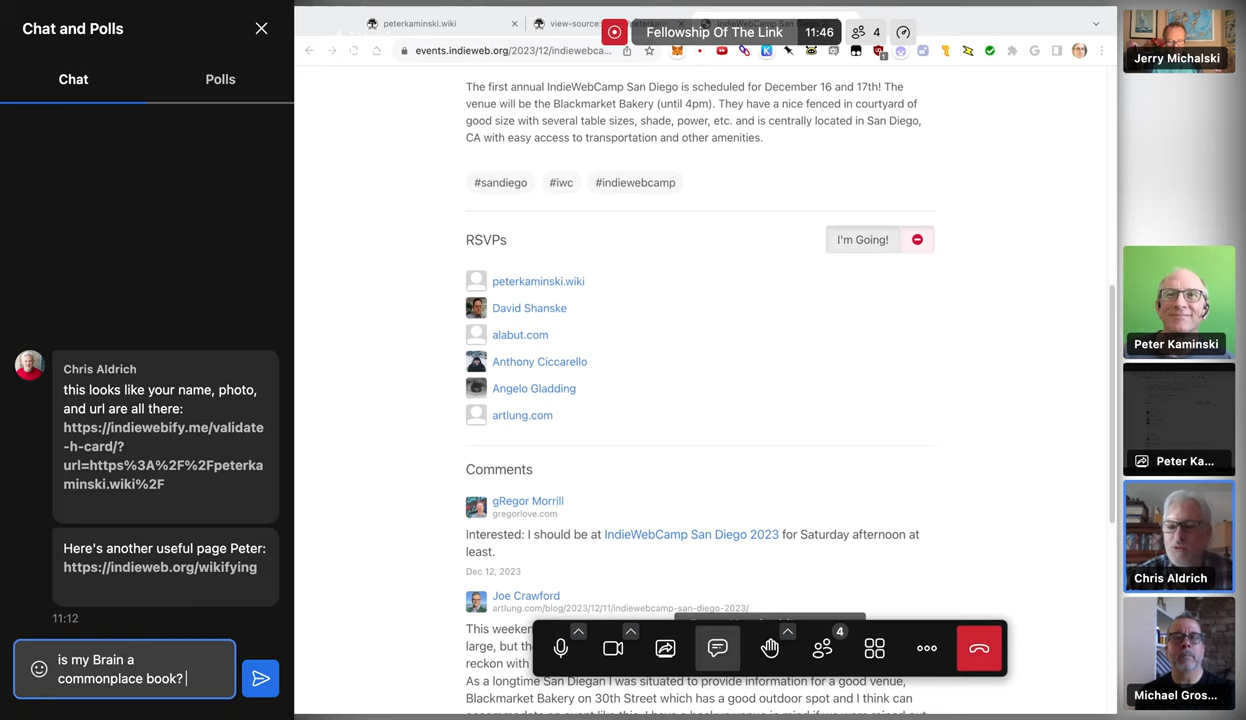 Chat and Polls
Chat
Polls
Chris Aldrich
this looks like your name, photo,
and url are all there:
https://indiewebify.me/validate
-h-card/?
url=https%3A%2F%2Fpeterka
minski.wiki%2F
Here's another useful page Peter:
https://indieweb.org/wikifying
11:12
is my Brain a
commonplace book?
peterkaminski.wiki
view-source:
IndieWebCamp San Diego 2
Fellowship Of The Link
11:46
4
events.indieweb.org/2023/12/indiewebca...
The first annual IndieWebCamp San Diego is scheduled for December 16 and 17th! The
venue will be the Blackmarket Bakery (until 4pm). They have a nice fenced in courtyard of
good size with several table sizes, shade, power, etc. and is centrally located in San Diego,
CA with easy access to transportation and other amenities.
#sandiego
#iwc
#indiewebcamp
RSVPs
I'm Going!
peterkaminski.wiki
David Shanske
alabut.com
Anthony Ciccarello
Angelo Gladding
artlung.com
Comments
gRegor Morrill
gregorlove.com
Interested: I should be at IndieWebCamp San Diego 2023 for Saturday afternoon at
least.
Dec 12, 2023
Joe Crawford
artlung.com/blog/2023/12/11/indiewebcamp-san-diego-2023/
This weeken
large, but the
reckon with
As a longtime San Diegan I was situated to provide information for a good venue,
Blackmarket Bakery on 30th Street which has a good outdoor spot and I think can
4
Jerry Michalski
Peter Kaminski
Peter Ka...
Chris Aldrich
Michael Gros...